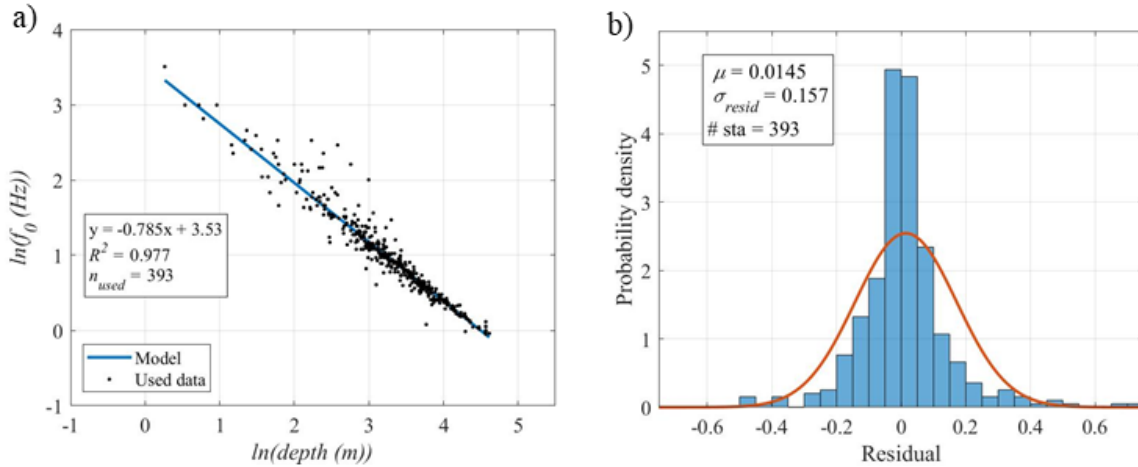 a)
4
3
2
1
0
-1
-1
0
1
2
3
4
5
ln(f0 (Hz))
ln(depth (m))
y = -0.785x + 3.53
R2 = 0.977
nused = 393
Model
Used data
b)
5
4
3
2
1
0
-0.6
-0.4
-0.2
0
0.2
0.4
0.6
Probability density
Residual
μ = 0.0145
σresid = 0.157
# sta = 393